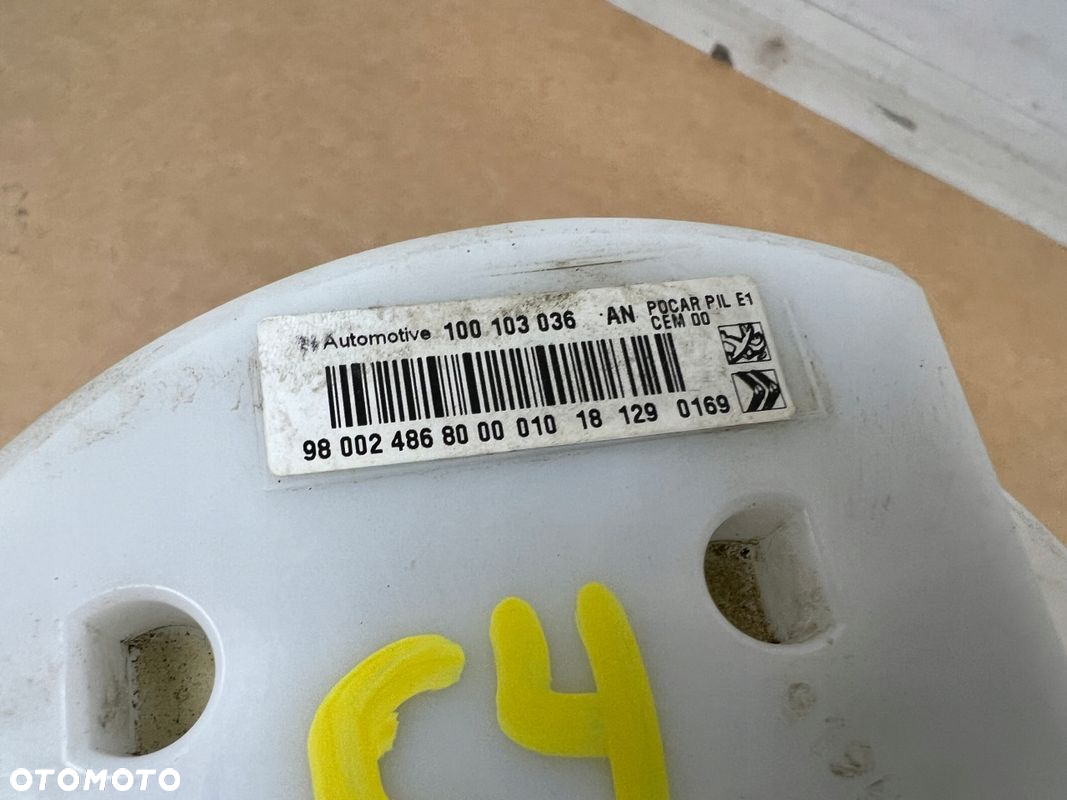 Automotive 100 103 036 AN POCAR PIL E1
CEM 00
98 002 486 80 00 010 18 129 0169
C4
OTOMOTO